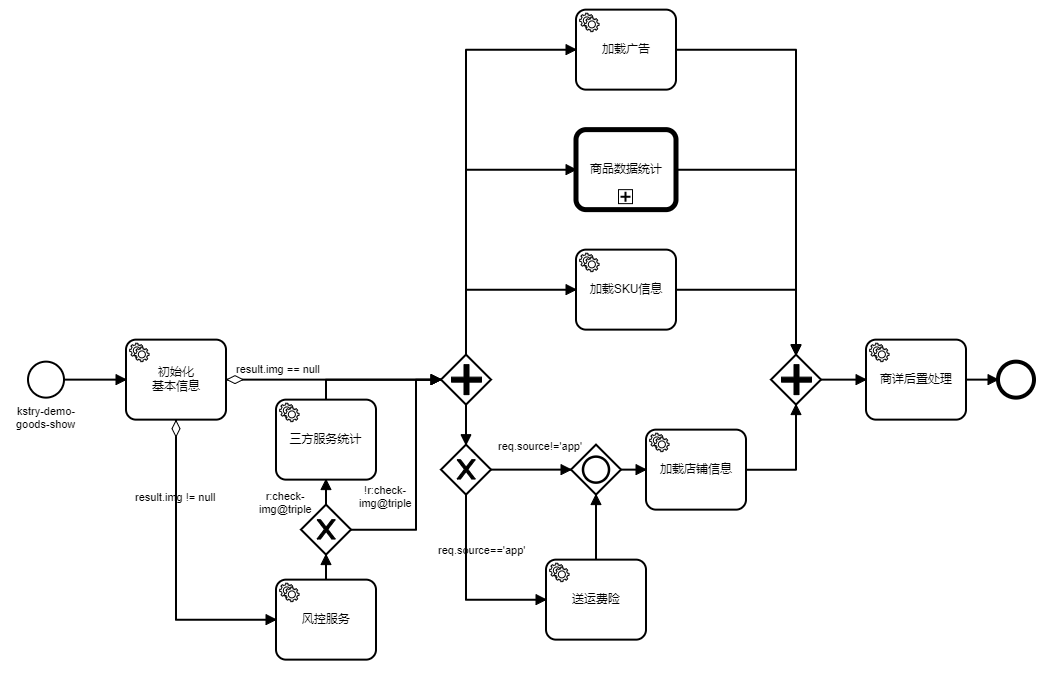 加载广告
商品数据统计
加载SKU信息
初始化
基本信息
result.img == null
商详后置处理
kstry-demo-
goods-show
三方服务统计
req.source!='app'
加载店铺信息
result.img != null
r:check-
img@triple
!r:check-
img@triple
req.source=='app'
送运费险
风控服务